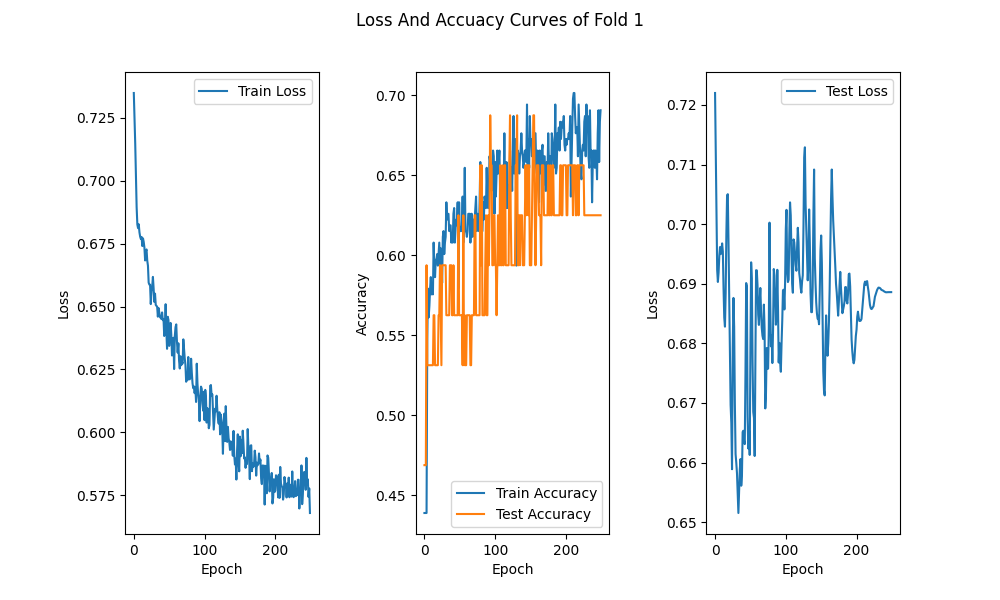 Loss And Accuacy Curves of Fold 1
Train Loss
0.725
0.700
0.675
0.650
0.625
0.600
0.575
Loss
0 100 200
Epoch
0.70
0.65
0.60
0.55
0.50
0.45
Accuracy
Train Accuracy
Test Accuracy
0 100 200
Epoch
Test Loss
0.72
0.71
0.70
0.69
0.68
0.67
0.66
0.65
Loss
0 100 200
Epoch